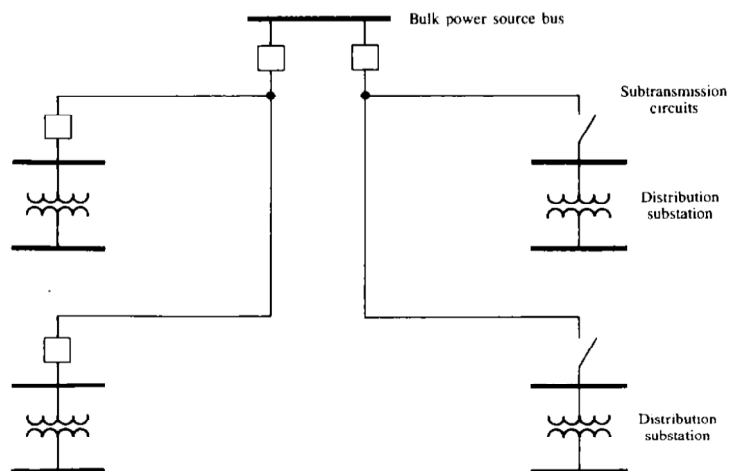 Bulk power source bus
Subtransmission
circuits
Distribution
substation
Distribution
substation